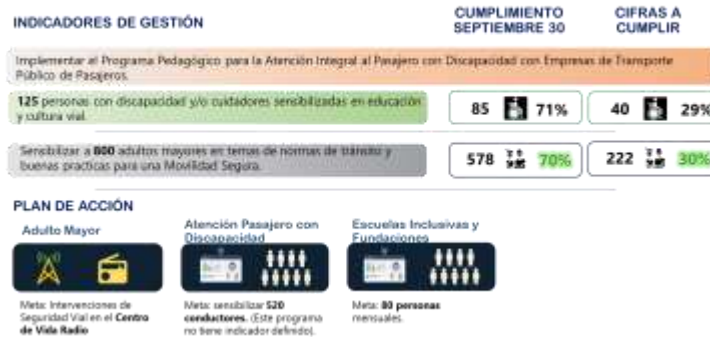 INDICADORES DE GESTIÓN
CUMPLIMIENTO
SEPTIEMBRE 30
CIFRAS A
CUMPLIR
Implementar el Programa Pedagógico para la Atención Integral al Pasajero con Discapacidad con Empresas de Transporte
Público de Pasajeros.
125 personas con discapacidad y/o cuidadores sensibilizadas en educación
y cultura vial.
85 71%
40 29%
Sensibilizar a 800 adultos mayores en temas de normas de tránsito y
buenas practicas para una Movilidad Segura.
578 70%
222 30%
PLAN DE ACCIÓN
Adulto Mayor
Meta: Intervenciones de
Seguridad Vial en el Centro
de Vida Radio
Atención Pasajero con
Discapacidad
Meta: sensibilizar 520
conductores. (Este programa
no tiene indicador definido).
Escuelas Inclusivas y
Fundaciones
Meta: 80 personas
mensuales.